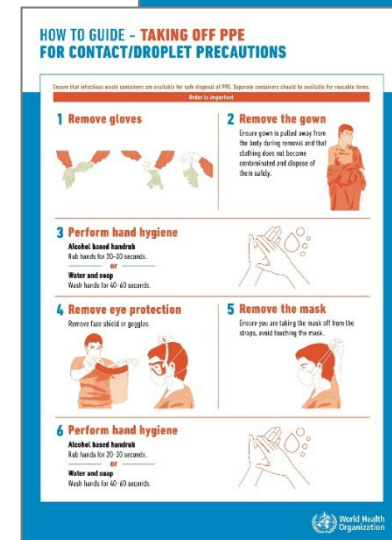 HOW TO GUIDE - TAKING OFF PPE
FOR CONTACT/DROPLET PRECAUTIONS
Ensure that infectious waste containers are available for safe disposal of PPE. Separate containers should be available for reusable items.
Order is important
1 Remove gloves
2 Remove the gown
Ensure gown is pulled away from
the body during removal and that
clothing does not become
contaminated and dispose of
them safely.
3 Perform hand hygiene
Alcohol based handrub
Rub hands for 20-30 seconds.
or
Water and soap
Wash hands for 40-60 seconds.
4 Remove eye protection
Remove face shield or goggles.
5 Remove the mask
Ensure you are taking the mask off from the
straps, avoid touching the mask.
6 Perform hand hygiene
Alcohol based handrub
Rub hands for 20-30 seconds.
or
Water and soap
Wash hands for 40-60 seconds.
World Health
Organization